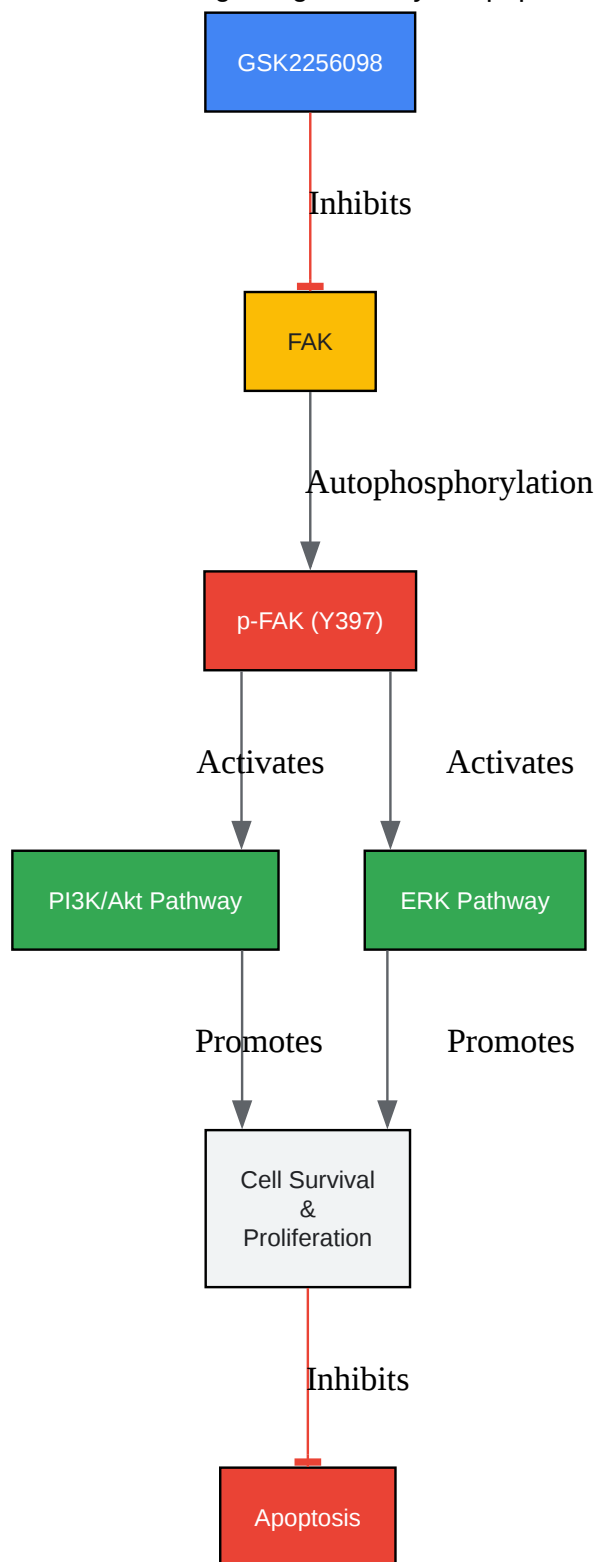 GSK2256098
Inhibits
FAK
Autophosphorylation
p-FAK (Y397)
Activates Activates
PI3K/Akt Pathway ERK Pathway
Promotes Promotes
Cell Survival
&
Proliferation
Inhibits
Apoptosis